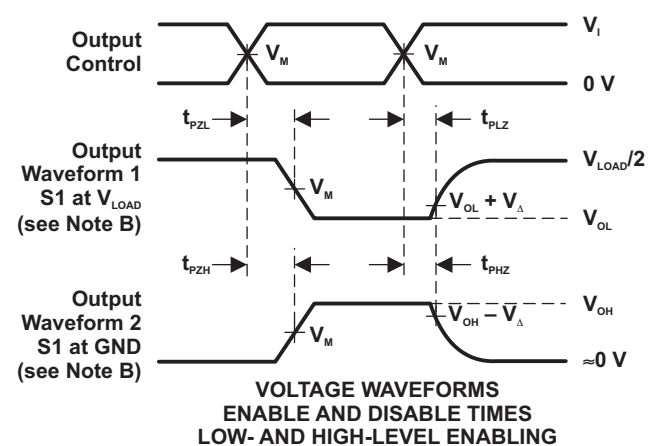 Output
Control
V_M
V_M
V_I
0 V
t_PZL
t_PLZ
Output
Waveform 1
S1 at V_LOAD
(see Note B)
V_M
V_OL + V_Δ
V_LOAD/2
V_OL
t_PZH
t_PHZ
Output
Waveform 2
S1 at GND
(see Note B)
V_M
V_OH – V_Δ
V_OH
≈0 V
VOLTAGE WAVEFORMS
ENABLE AND DISABLE TIMES
LOW- AND HIGH-LEVEL ENABLING